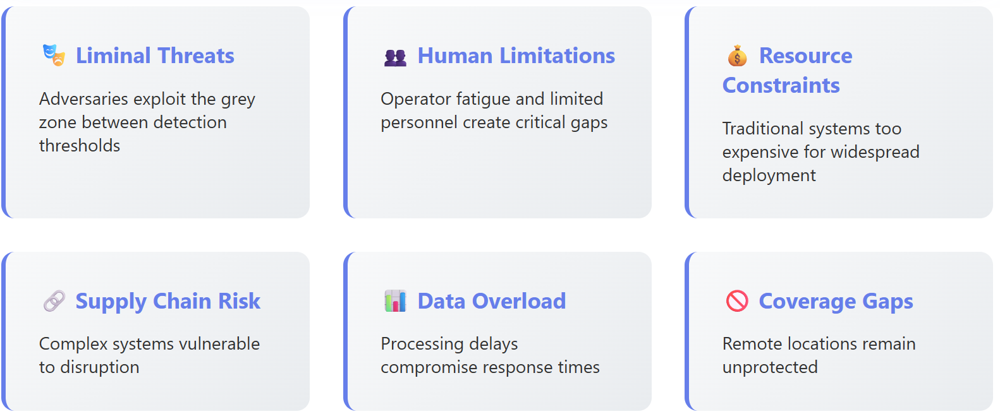 Liminal Threats
Adversaries exploit the grey
zone between detection
thresholds
Human Limitations
Operator fatigue and limited
personnel create critical gaps
Resource
Constraints
Traditional systems too
expensive for widespread
deployment
Supply Chain Risk
Complex systems vulnerable
to disruption
Data Overload
Processing delays
compromise response times
Coverage Gaps
Remote locations remain
unprotected